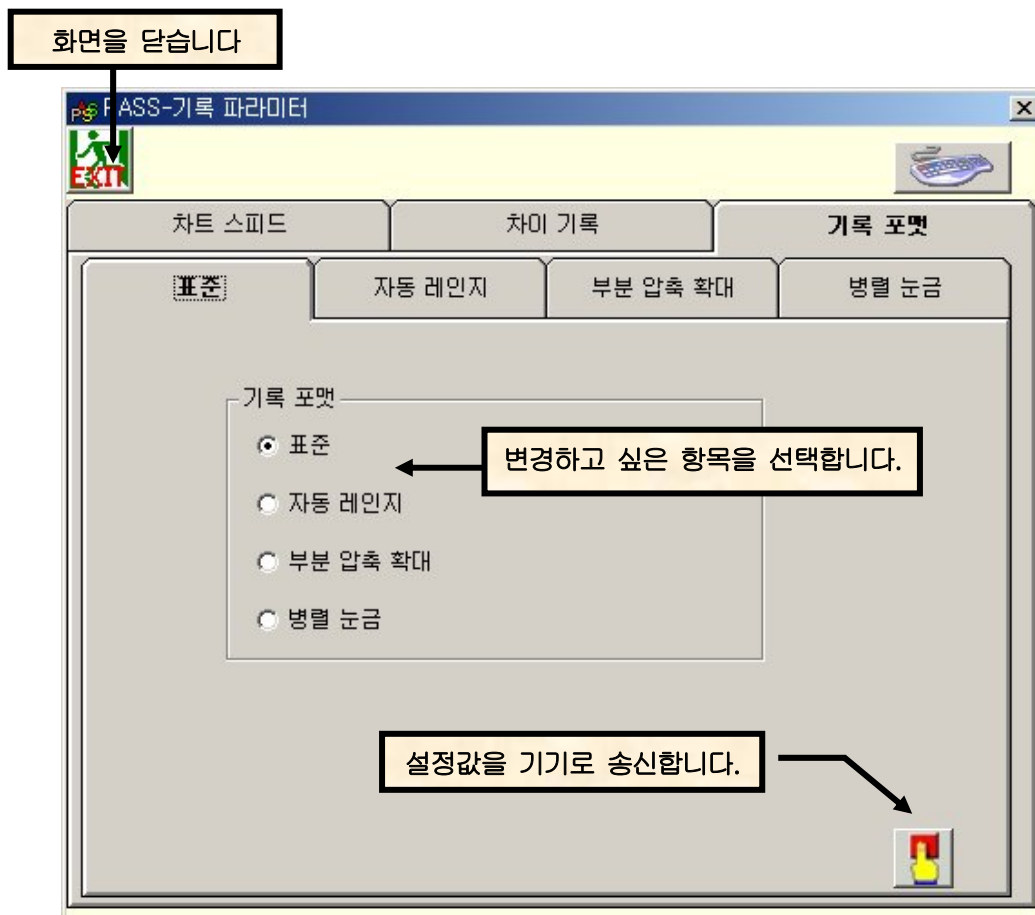 화면을 닫습니다
PASS-기록 파라미터
EXIT
차트 스피드
차이 기록
기록 포맷
표준
자동 레인지
부분 압축 확대
병렬 눈금
기록 포맷
표준
변경하고 싶은 항목을 선택합니다.
자동 레인지
부분 압축 확대
병렬 눈금
설정값을 기기로 송신합니다.